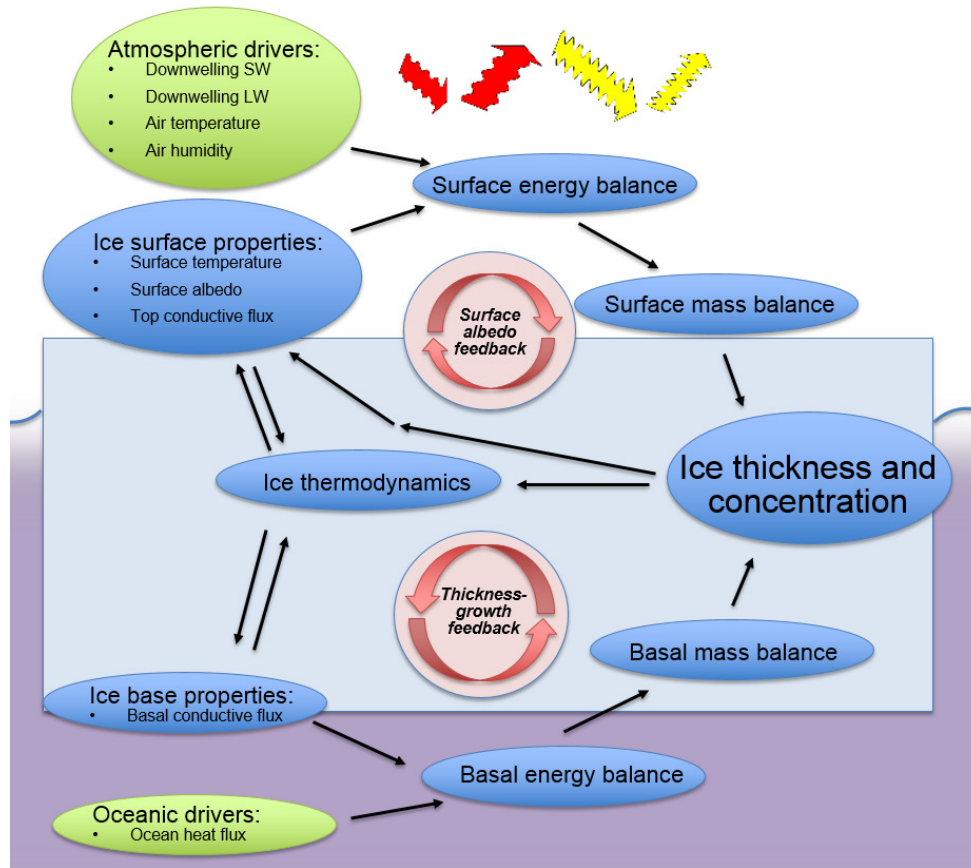 Atmospheric drivers:
• Downwelling SW
• Downwelling LW
• Air temperature
• Air humidity
Surface energy balance
Ice surface properties:
• Surface temperature
• Surface albedo
• Top conductive flux
Surface mass balance
Surface
albedo
feedback
Ice thickness and
concentration
Ice thermodynamics
Thickness-
growth
feedback
Basal mass balance
Ice base properties:
• Basal conductive flux
Basal energy balance
Oceanic drivers:
• Ocean heat flux